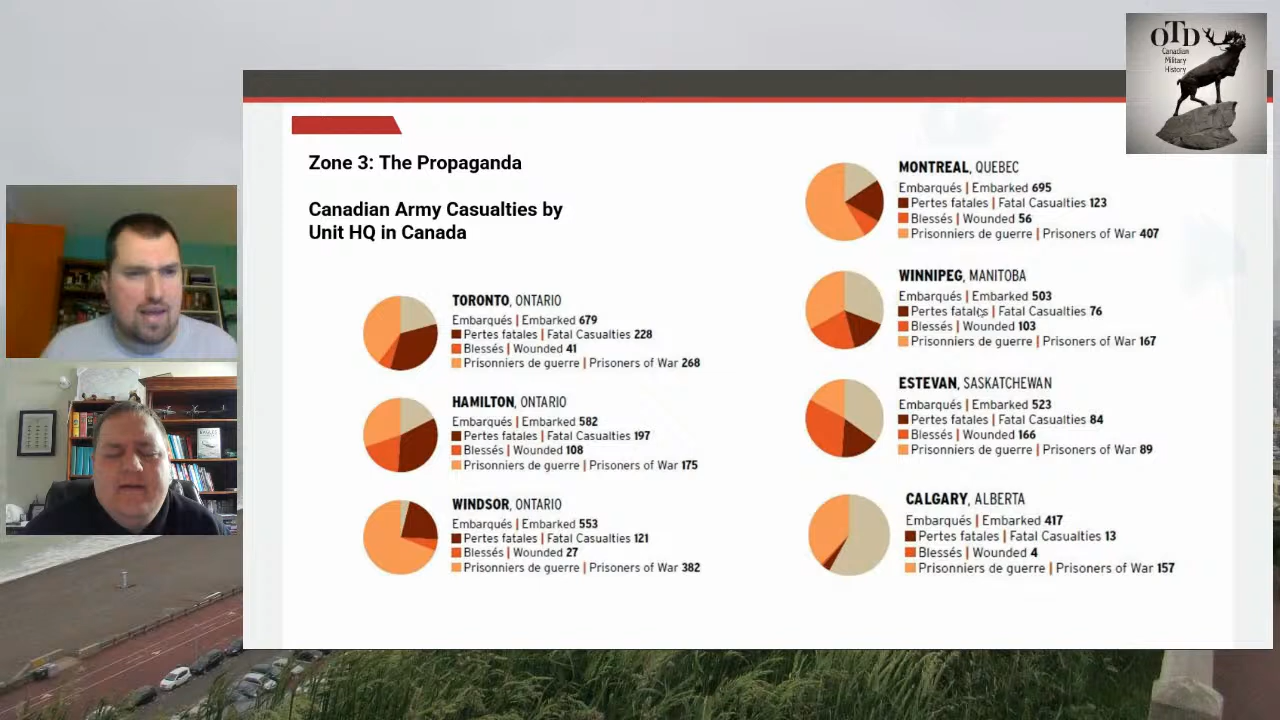 OTD
Canadian
Military
History
Zone 3: The Propaganda
Canadian Army Casualties by
Unit HQ in Canada
TORONTO, ONTARIO
Embarqués | Embarked 679
Pertes fatales | Fatal Casualties 228
Blessés | Wounded 41
Prisonniers de guerre | Prisoners of War 268
HAMILTON, ONTARIO
Embarqués | Embarked 582
Pertes fatales | Fatal Casualties 197
Blessés | Wounded 108
Prisonniers de guerre | Prisoners of War 175
WINDSOR, ONTARIO
Embarqués | Embarked 553
Pertes fatales | Fatal Casualties 121
Blessés | Wounded 27
Prisonniers de guerre | Prisoners of War 382
MONTREAL, QUEBEC
Embarqués | Embarked 695
Pertes fatales | Fatal Casualties 123
Blessés | Wounded 56
Prisonniers de guerre | Prisoners of War 407
WINNIPEG, MANITOBA
Embarqués | Embarked 503
Pertes fatales | Fatal Casualties 76
Blessés | Wounded 103
Prisonniers de guerre | Prisoners of War 167
ESTEVAN, SASKATCHEWAN
Embarqués | Embarked 523
Pertes fatales | Fatal Casualties 84
Blessés | Wounded 166
Prisonniers de guerre | Prisoners of War 89
CALGARY, ALBERTA
Embarqués | Embarked 417
Pertes fatales | Fatal Casualties 13
Blessés | Wounded 4
Prisonniers de guerre | Prisoners of War 157